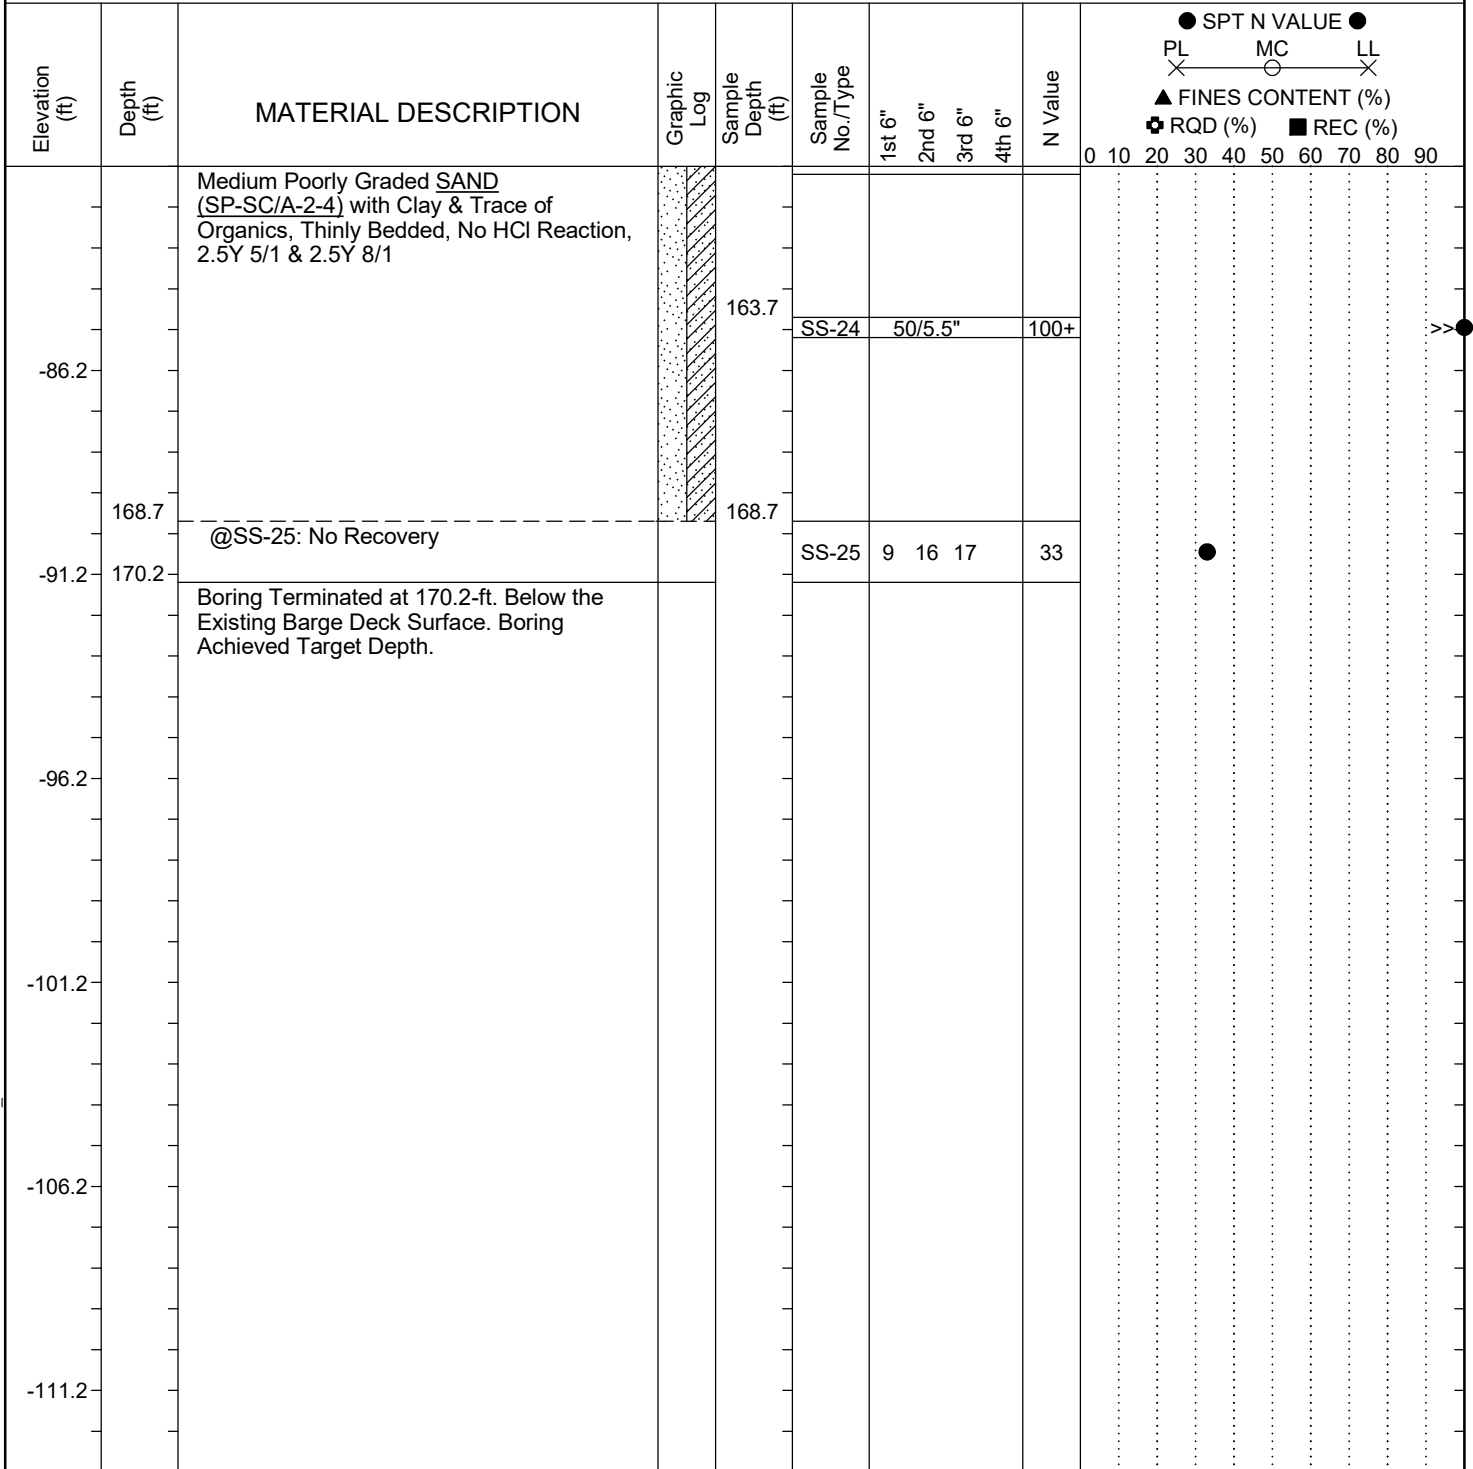 ● SPT N VALUE ●
PL MC LL
▲ FINES CONTENT (%)
RQD (%) ■ REC (%)
Elevation (ft)
Depth (ft)
MATERIAL DESCRIPTION
Graphic Log
Sample Depth (ft)
Sample No./Type
1st 6"
2nd 6"
3rd 6"
4th 6"
N Value
0 10 20 30 40 50 60 70 80 90
Medium Poorly Graded SAND
(SP-SC/A-2-4) with Clay & Trace of
Organics, Thinly Bedded, No HCl Reaction,
2.5Y 5/1 & 2.5Y 8/1
163.7
SS-24 50/5.5" 100+ >>
-86.2
168.7 168.7
@SS-25: No Recovery
SS-25 9 16 17 33
-91.2 170.2
Boring Terminated at 170.2-ft. Below the
Existing Barge Deck Surface. Boring
Achieved Target Depth.
-96.2
-101.2
-106.2
-111.2